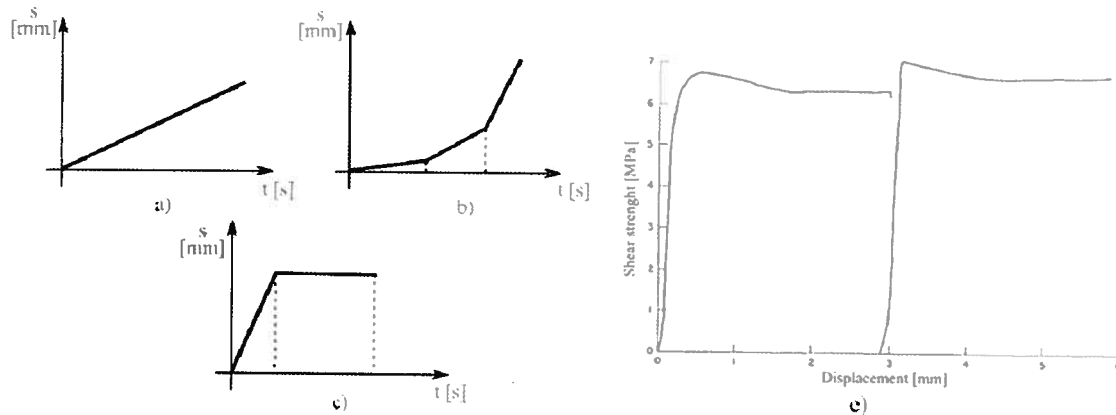 s
[mm]
t [s]
a)
s
[mm]
t [s]
b)
s
[mm]
t [s]
c)
Shear strenght [MPa]
7
6
5
4
3
2
1
0
0
1
2
3
4
5
6
Displacement [mm]
e)